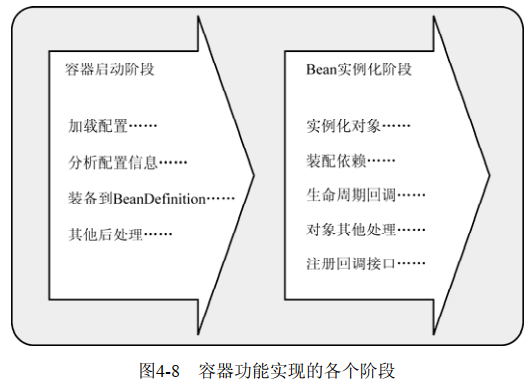 容器启动阶段
加载配置……
分析配置信息……
装备到BeanDefinition……
其他后处理……
Bean实例化阶段
实例化对象……
装配依赖……
生命周期回调……
对象其他处理……
注册回调接口……
图4-8 容器功能实现的各个阶段